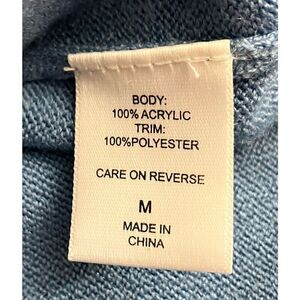 BODY:
100% ACRYLIC
TRIM:
100%POLYESTER
CARE ON REVERSE
M
MADE IN
CHINA